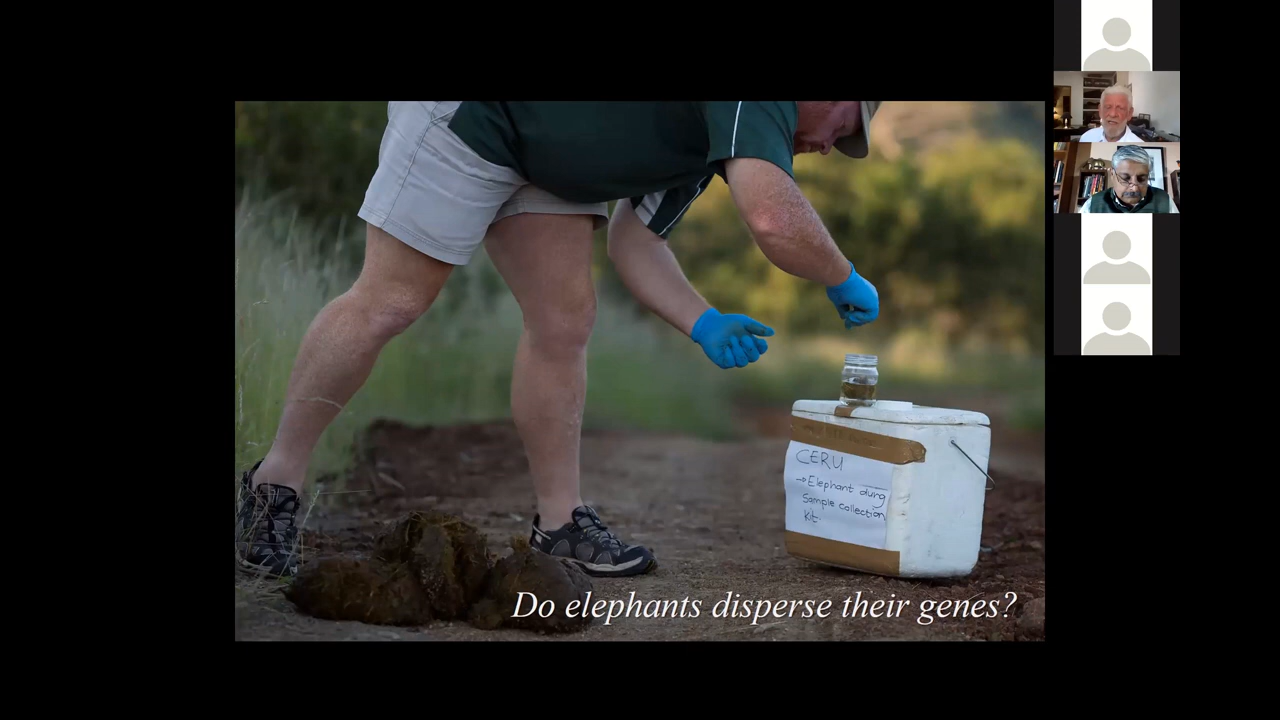 CERU
→Elephant dung
Sample collection
Kit.
Do elephants disperse their genes?